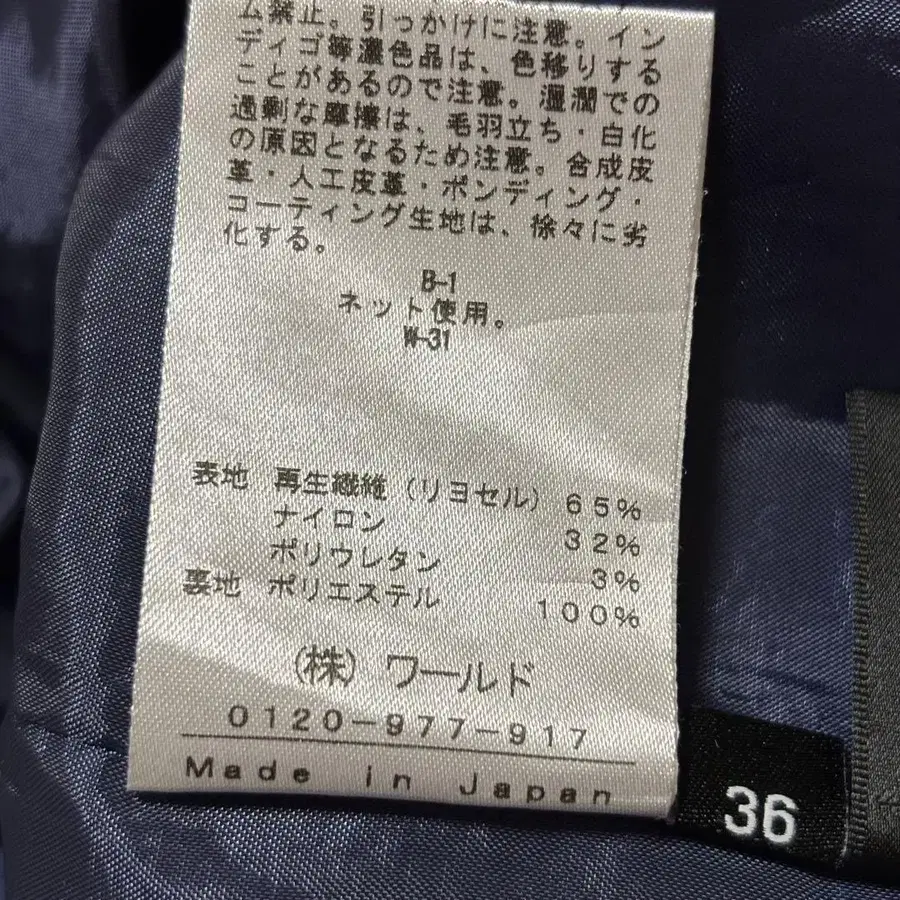 ム禁止。引っかけに注意。イン
ディゴ等濃色品は、色移りする
ことがあるので注意。湿潤での
過剰な摩擦は、毛羽立ち・白化
の原因となるため注意。合成皮
革・人工皮革・ボンディング・
コーティング生地は、徐々に劣
化する。
B-1
ネット使用。
W-31
表地 再生繊維(リヨセル) 65%
ナイロン 32%
ポリウレタン 3%
裏地 ポリエステル 100%
(株)ワールド
0120-977-917
Made in Japan
36